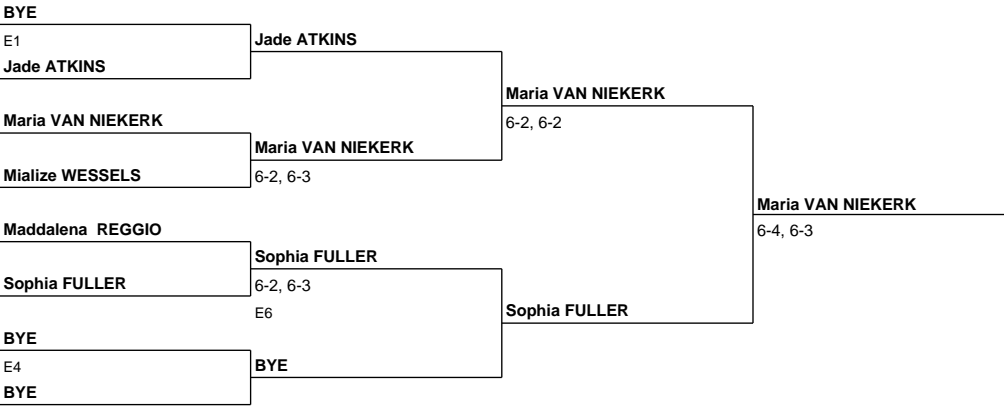 BYE
E1
Jade ATKINS
Jade ATKINS
Maria VAN NIEKERK
6-2, 6-2
Maria VAN NIEKERK
Maria VAN NIEKERK
6-2, 6-3
Mialize WESSELS
Maria VAN NIEKERK
6-4, 6-3
Maddalena REGGIO
Sophia FULLER
6-2, 6-3
E6
Sophia FULLER
Sophia FULLER
BYE
E4
BYE
BYE